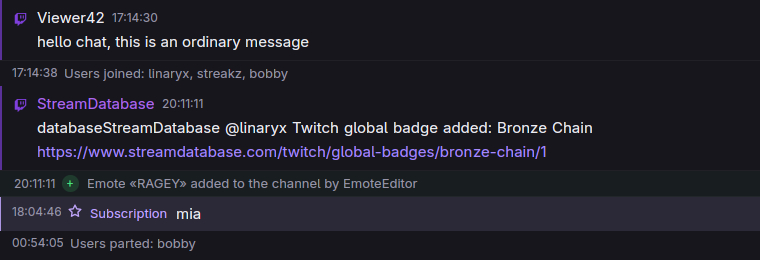 Viewer42 17:14:30
hello chat, this is an ordinary message
17:14:38 Users joined: linaryx, streakz, bobby
StreamDatabase 20:11:11
databaseStreamDatabase @linaryx Twitch global badge added: Bronze Chain
https://www.streamdatabase.com/twitch/global-badges/bronze-chain/1
20:11:11 + Emote «RAGEY» added to the channel by EmoteEditor
18:04:46 Subscription mia
00:54:05 Users parted: bobby